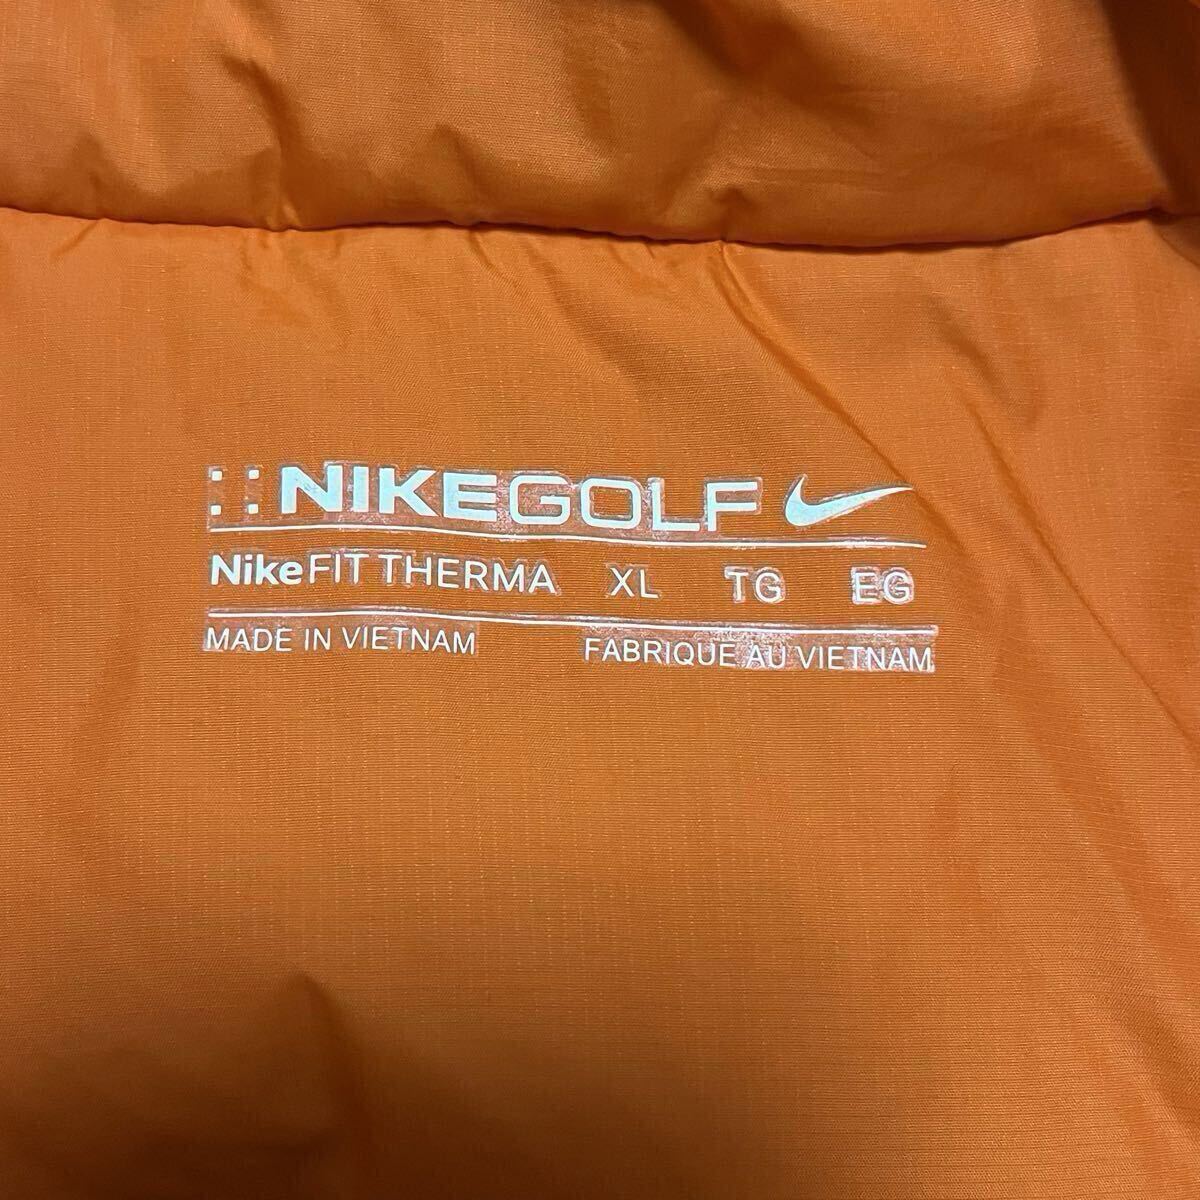 NIKEGOLF
NikeFIT THERMA XL TG EG
MADE IN VIETNAM FABRIQUE AU VIETNAM